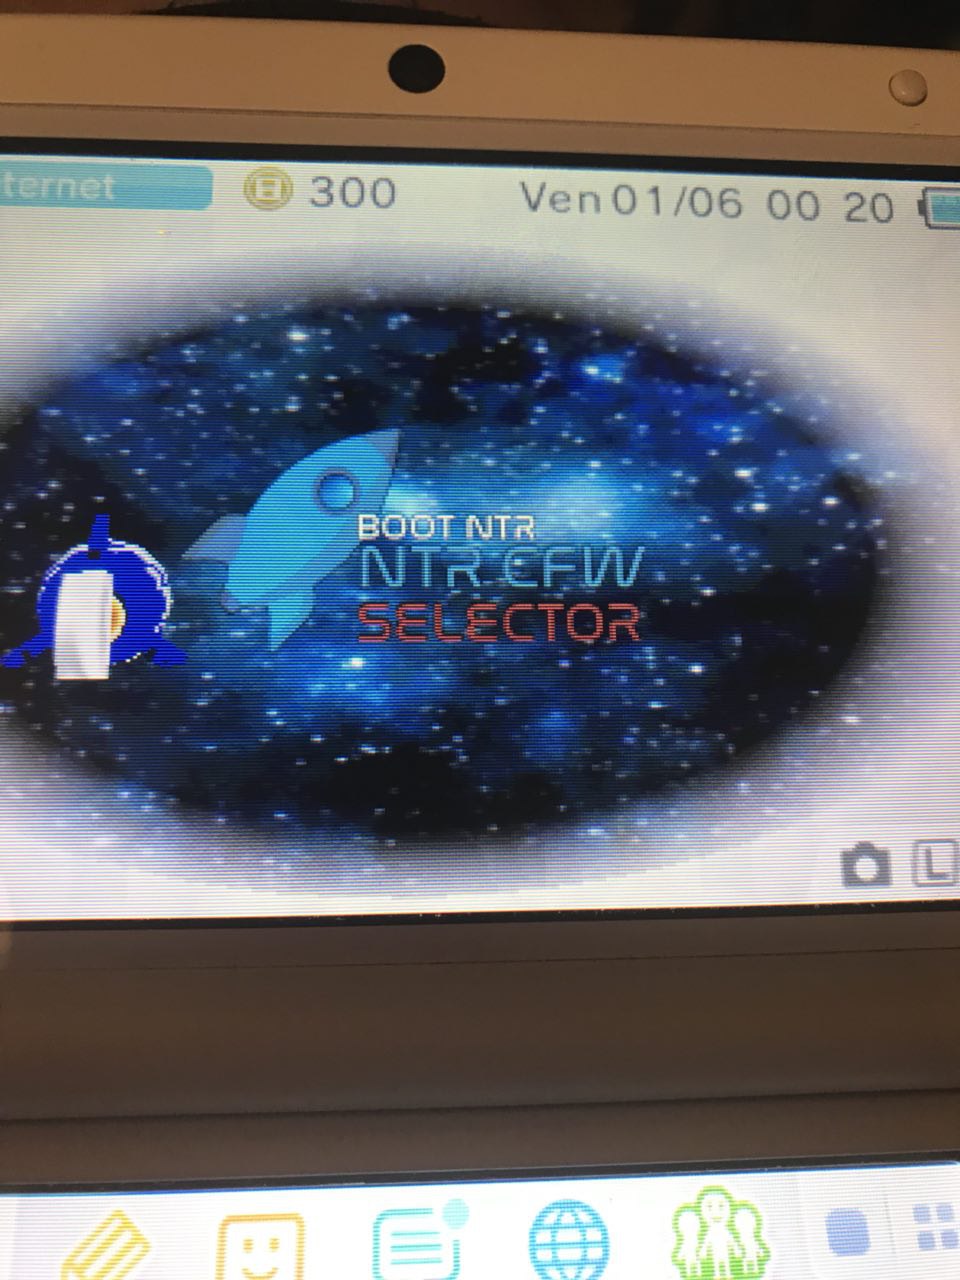 ternet
300
Ven 01/06 00 20
BOOT NTR
NTR CFW
SELECTOR
L